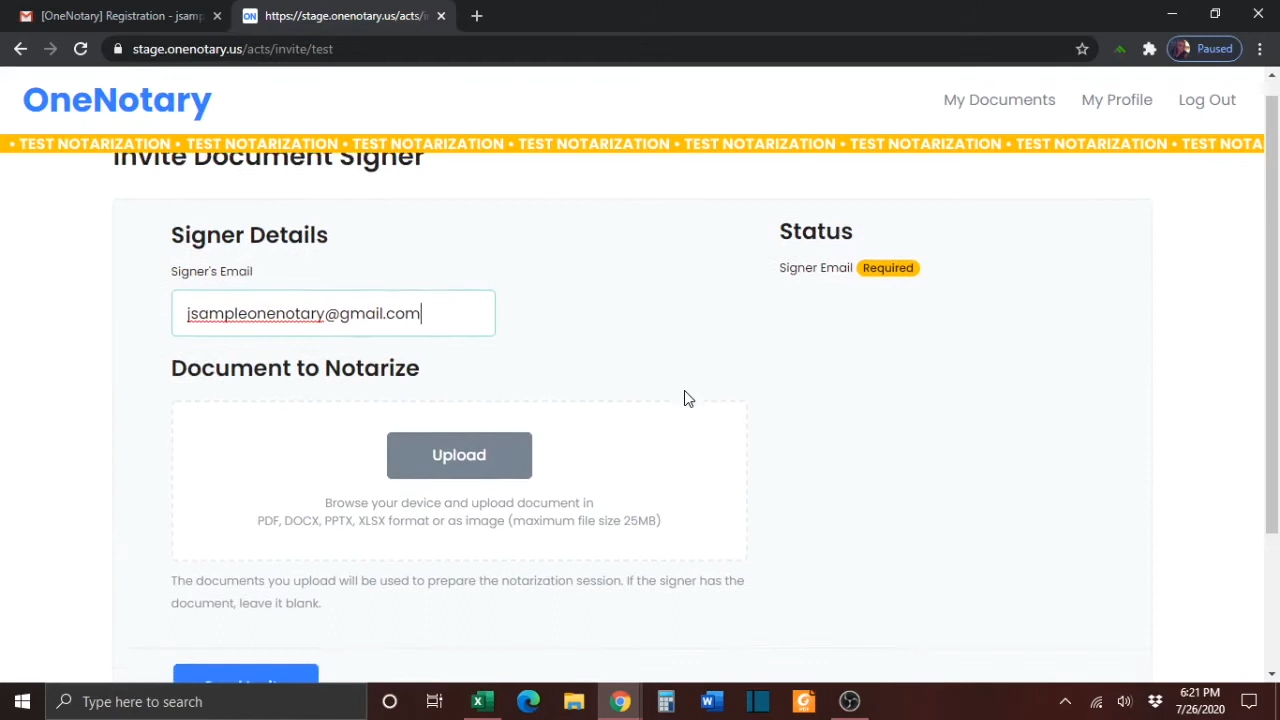 [OneNotary] Registration - jsamp
https://stage.onenotary.us/acts/i
stage.onenotary.us/acts/invite/test
Paused
OneNotary
My Documents
My Profile
Log Out
• TEST NOTARIZATION • TEST NOTARIZATION • TEST NOTARIZATION • TEST NOTARIZATION • TEST NOTARIZATION • TEST NOTARIZATION • TEST NOTARIZATION • TEST NOTA
Invite Document Signer
Signer Details
Status
Signer's Email
Signer Email Required
jsampleonenotary@gmail.com
Document to Notarize
Upload
Browse your device and upload document in
PDF, DOCX, PPTX, XLSX format or as image (maximum file size 25MB)
The documents you upload will be used to prepare the notarization session. If the signer has the
document, leave it blank.
Type here to search
6:21 PM
7/26/2020